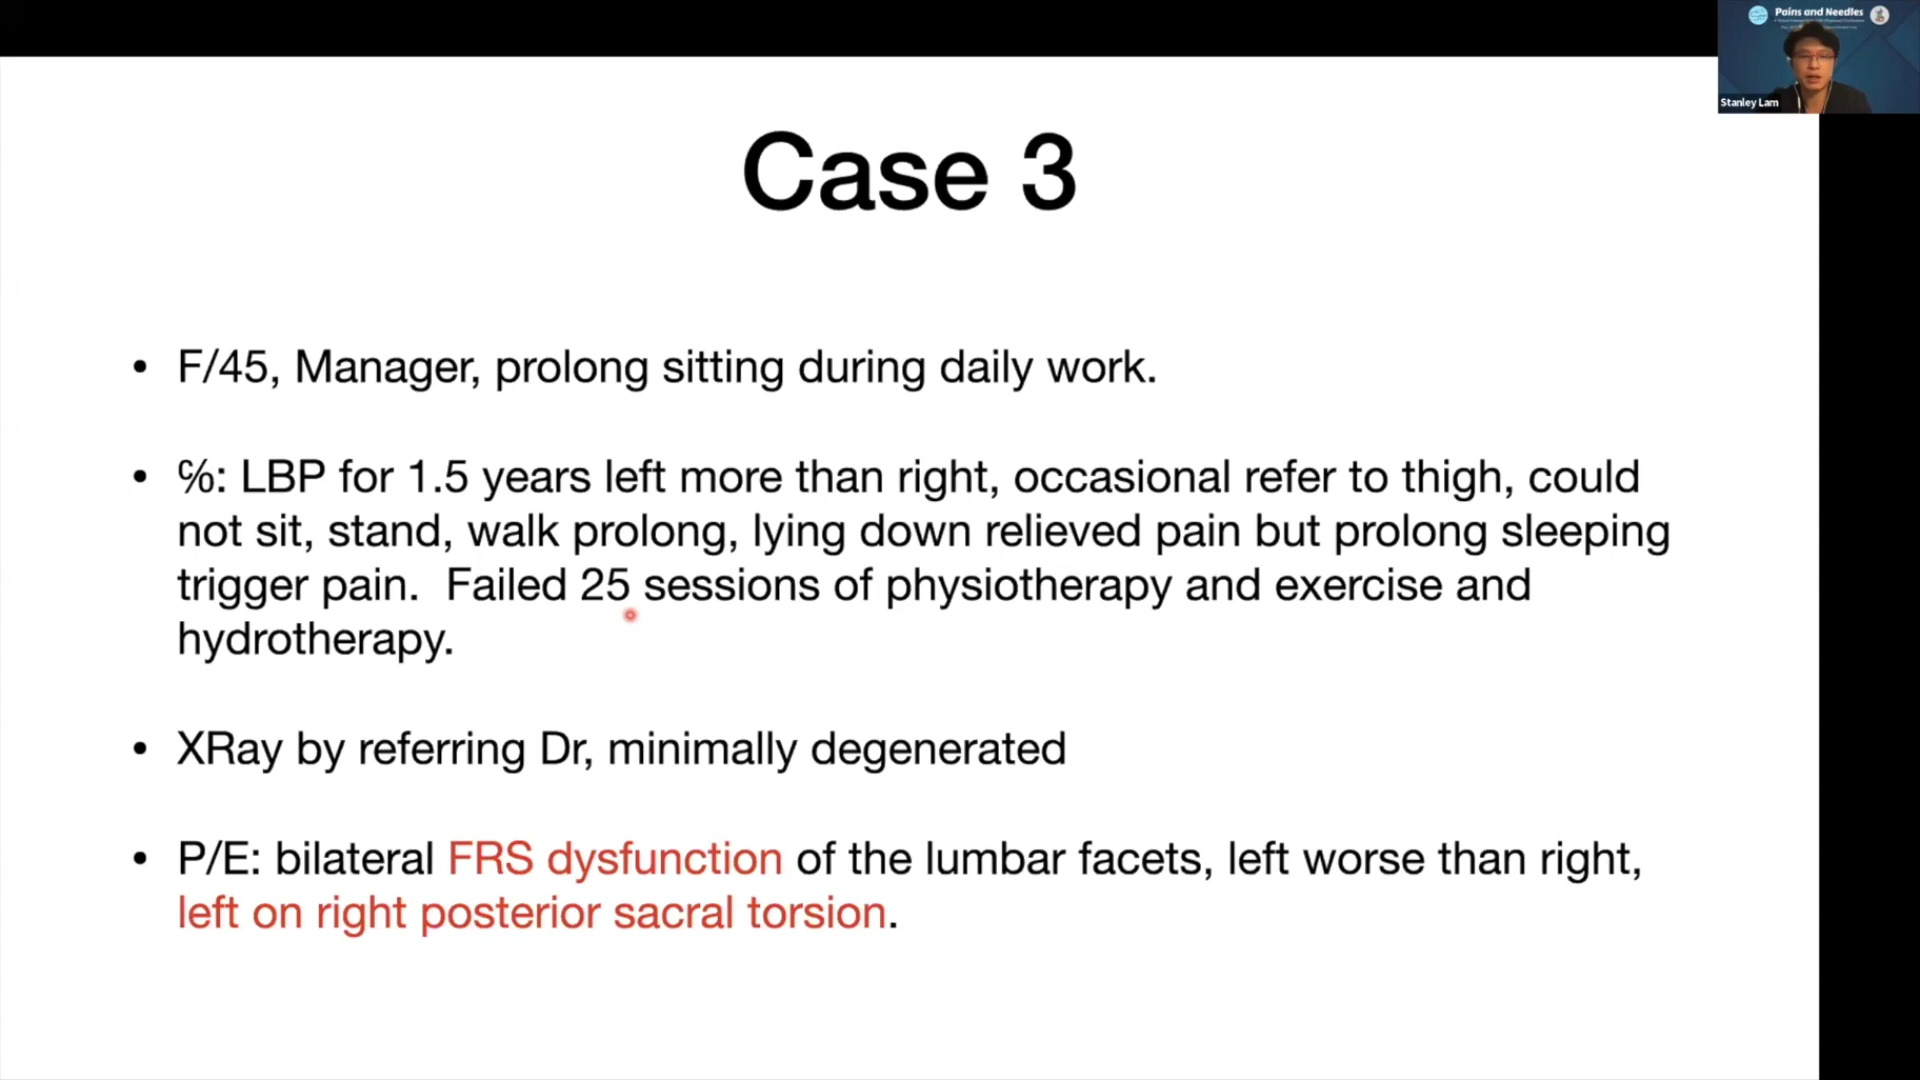 Pains and Needles
Stanley Lam
Case 3
• F/45, Manager, prolong sitting during daily work.
• ℅: LBP for 1.5 years left more than right, occasional refer to thigh, could
not sit, stand, walk prolong, lying down relieved pain but prolong sleeping
trigger pain.  Failed 25 sessions of physiotherapy and exercise and
hydrotherapy.
• XRay by referring Dr, minimally degenerated
• P/E: bilateral FRS dysfunction of the lumbar facets, left worse than right,
left on right posterior sacral torsion.